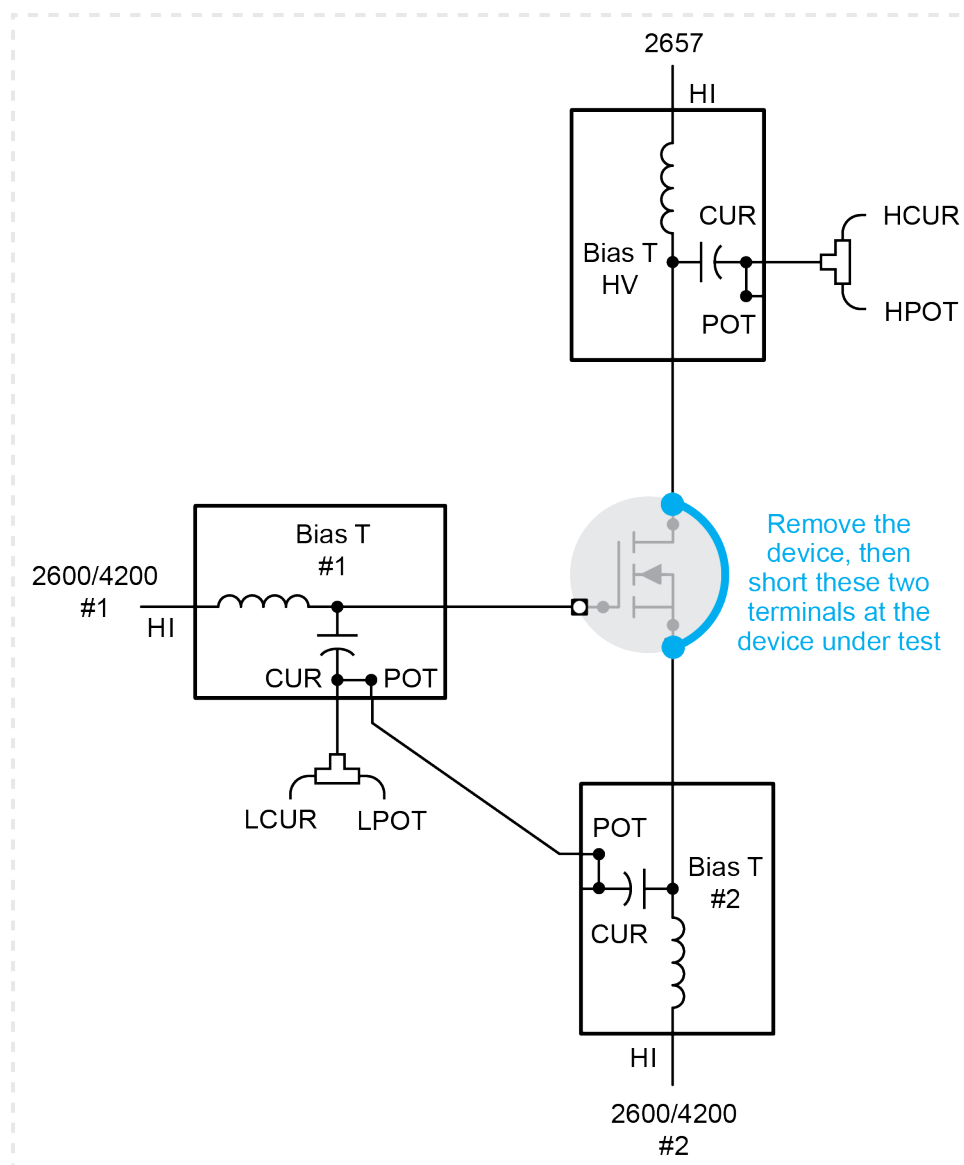 2657
HI
CUR
HCUR
Bias T
HV
POT
HPOT
Bias T
#1
2600/4200
#1
HI
CUR
POT
LCUR
LPOT
Remove the
device, then
short these two
terminals at the
device under test
POT
Bias T
#2
CUR
HI
2600/4200
#2